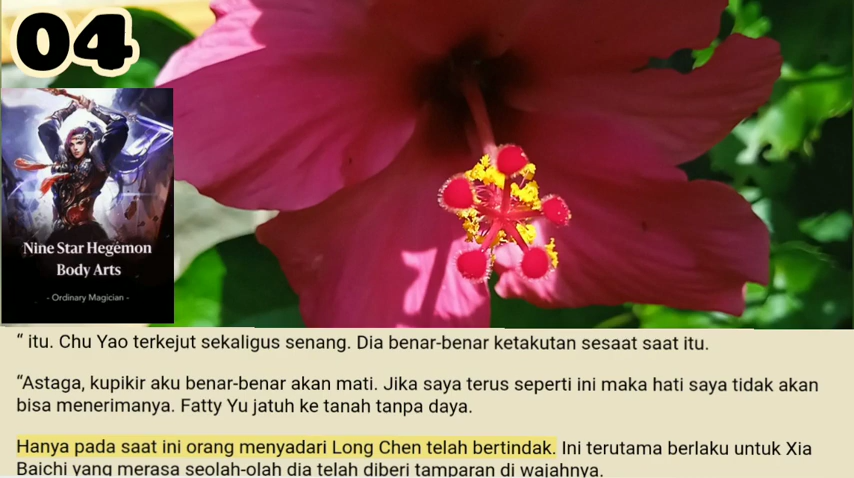 04
Nine Star Hegemon
Body Arts
- Ordinary Magician -
“ itu. Chu Yao terkejut sekaligus senang. Dia benar-benar ketakutan sesaat saat itu.
“Astaga, kupikir aku benar-benar akan mati. Jika saya terus seperti ini maka hati saya tidak akan
bisa menerimanya. Fatty Yu jatuh ke tanah tanpa daya.
Hanya pada saat ini orang menyadari Long Chen telah bertindak. Ini terutama berlaku untuk Xia
Baichi yang merasa seolah-olah dia telah diberi tamparan di wajahnya.